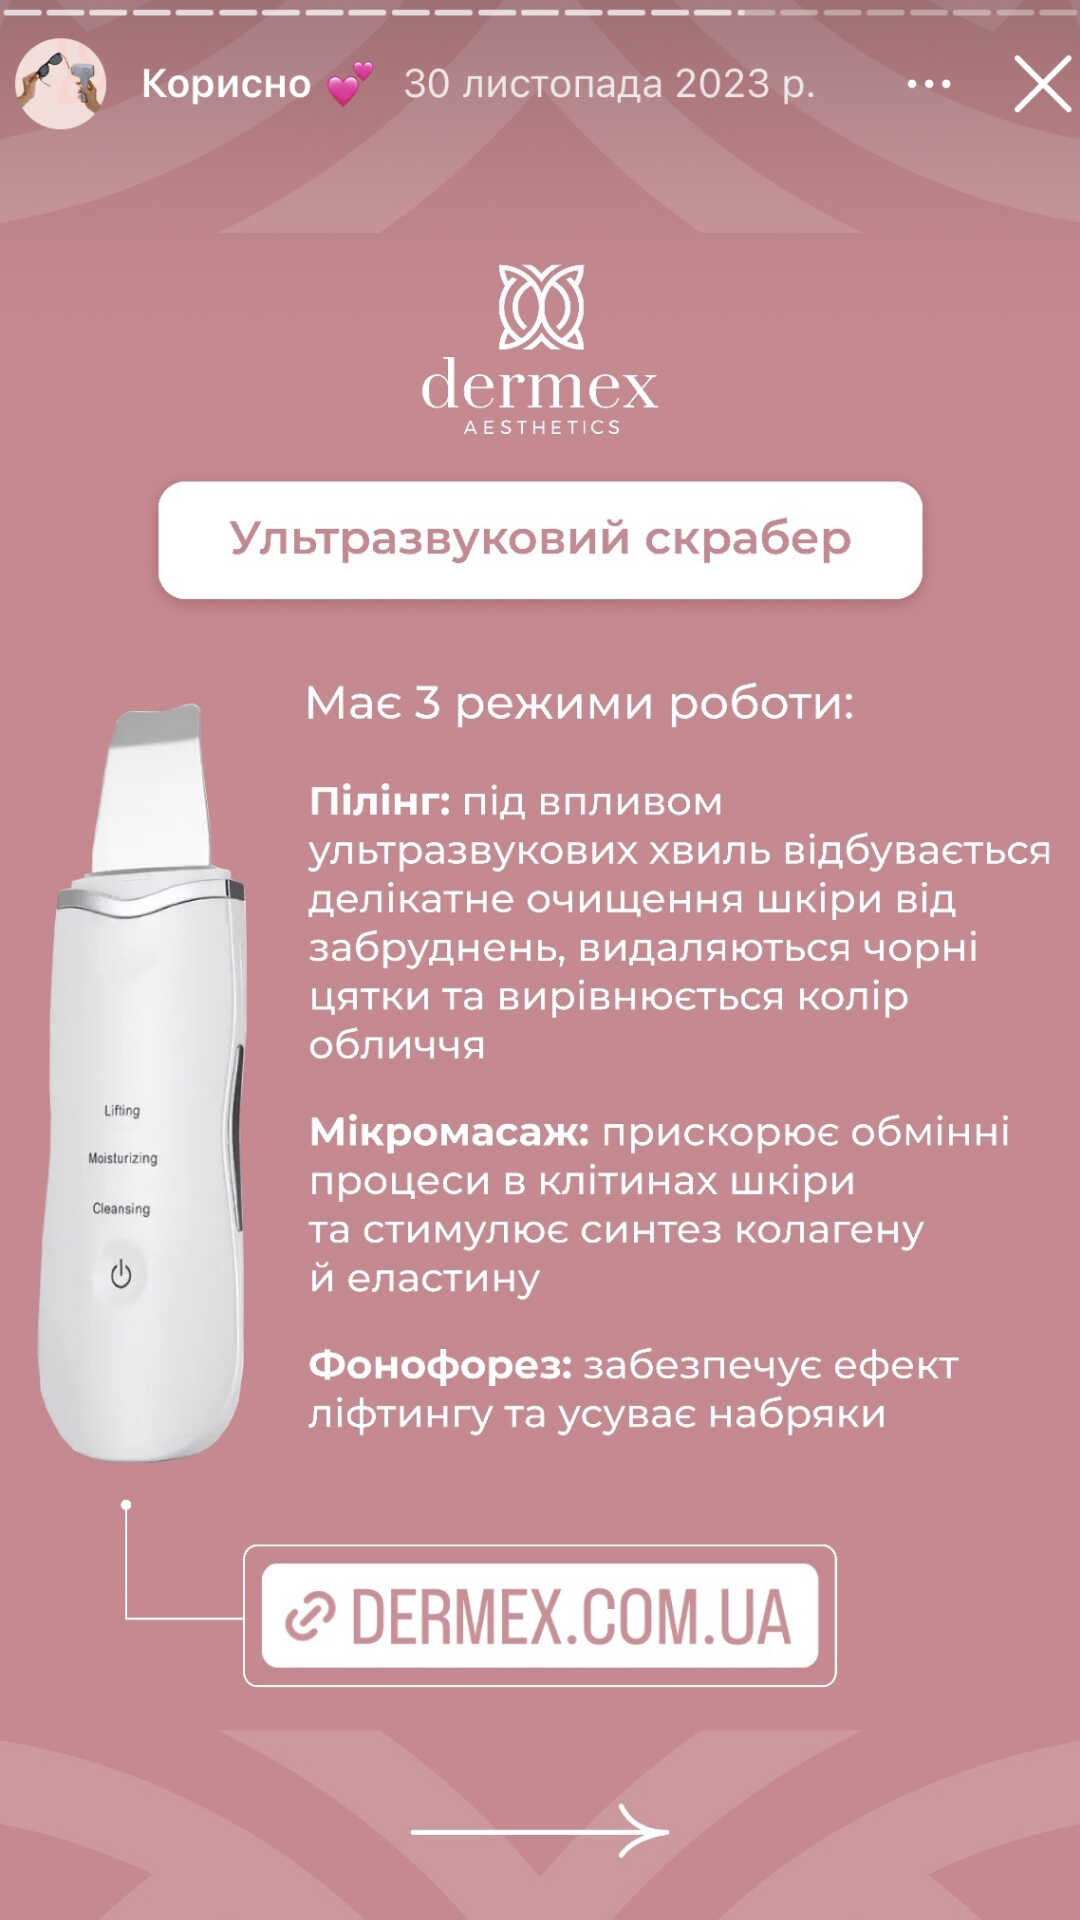 Корисно 💕 30 листопада 2023 р.
dermex
AESTHETICS
Ультразвуковий скрабер
Має 3 режими роботи:
Пілінг: під впливом
ультразвукових хвиль відбувається
делікатне очищення шкіри від
забруднень, видаляються чорні
цятки та вирівнюється колір
обличчя
Мікромасаж: прискорює обмінні
процеси в клітинах шкіри
та стимулює синтез колагену
й еластину
Фонофорез: забезпечує ефект
ліфтингу та усуває набряки
Lifting
Moisturizing
Cleansing
DERMEX.COM.UA